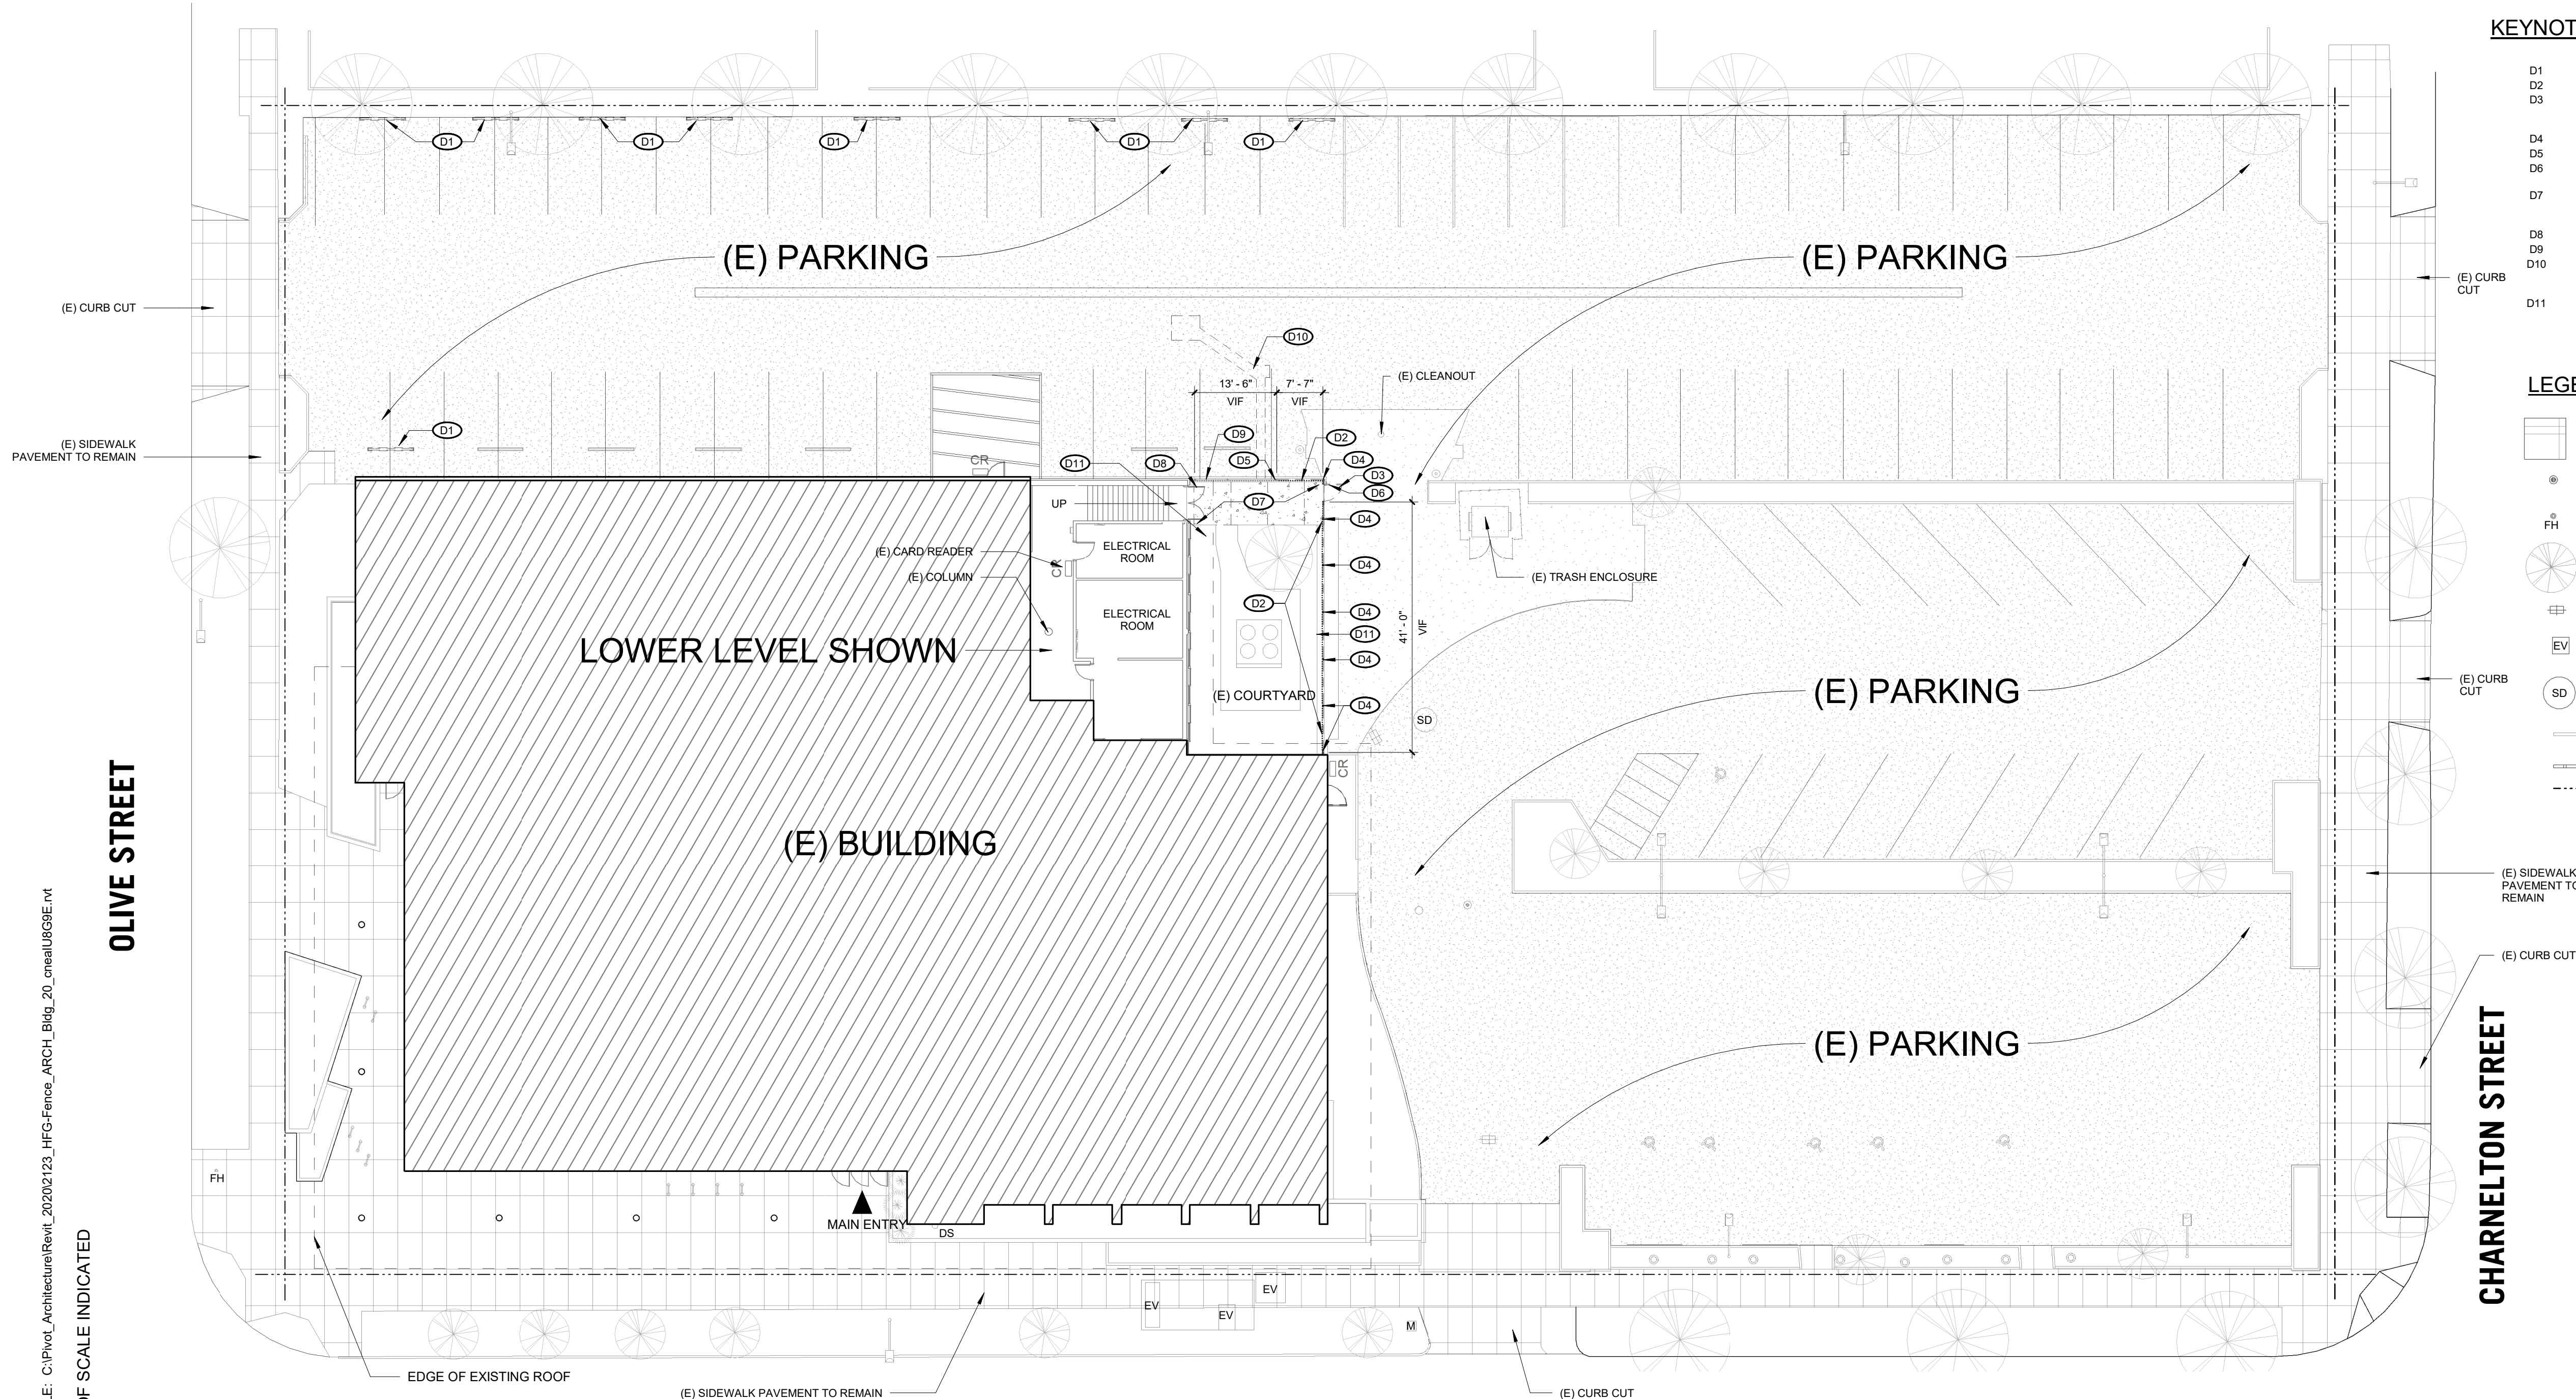 KEYNOT
D1
D2
D3
D4
D5
D6
D7
D8
D9
D10
D11
LEGE
FH
EV
SD
D1
D1
D1
D1
D1
(E) PARKING
(E) PARKING
(E) CURB CUT
(E) CURB
CUT
D10
13' - 6"
7' - 7"
VIF
VIF
(E) CLEANOUT
D1
D9
D2
(E) SIDEWALK
PAVEMENT TO REMAIN
CR
D11
D8
D5
D4
D3
D6
UP
D7
D4
ELECTRICAL
ROOM
(E) CARD READER
CR
(E) COLUMN
D4
(E) TRASH ENCLOSURE
ELECTRICAL
ROOM
D2
D4
D11
41' - 0"
VIF
LOWER LEVEL SHOWN
D4
(E) COURTYARD
D4
(E) PARKING
(E) CURB
CUT
SD
CR
OLIVE STREET
(E) BUILDING
(E) SIDEWALK
PAVEMENT TO
REMAIN
(E) CURB CUT
(E) PARKING
CHARNELTON STREET
FH
MAIN ENTRY
DS
EV
EV
EV
M
EDGE OF EXISTING ROOF
(E) SIDEWALK PAVEMENT TO REMAIN
(E) CURB CUT
LE: C:\Pivot_Architecture\Revit_2020\2123_HFG-Fence_ARCH_Bldg_20_cnealU8G9E.rvt
OF SCALE INDICATED